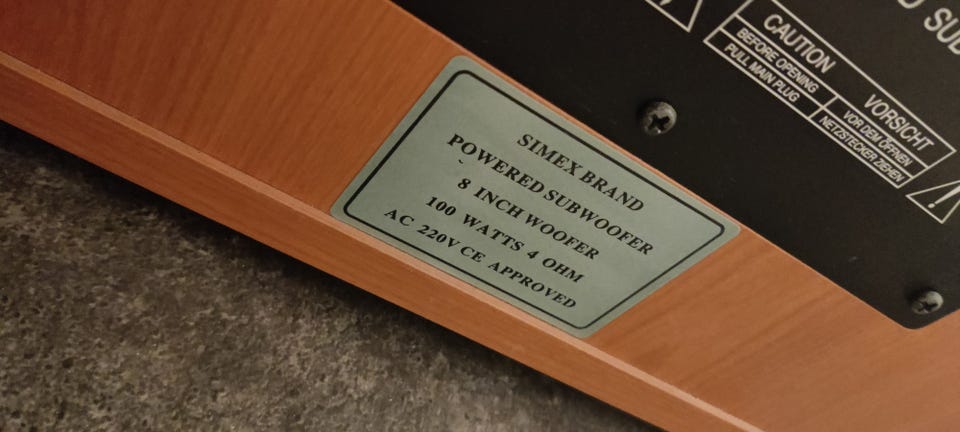 SIMEX BRAND
POWERED SUBWOOFER
8 INCH WOOFER
100 WATTS 4 OHM
AC 220V CE APPROVED
CAUTION
BEFORE OPENING
PULL MAIN PLUG
VORSICHT
VOR DEM ÖFFNEN
NETZSTECKER ZIEHEN